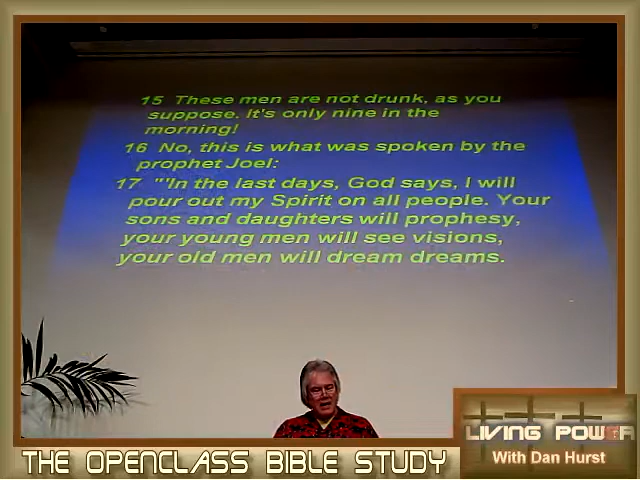 15 These men are not drunk, as you
suppose. It's only nine in the
morning!
16 No, this is what was spoken by the
prophet Joel:
17 "'In the last days, God says, I will
pour out my Spirit on all people. Your
sons and daughters will prophesy,
your young men will see visions,
your old men will dream dreams.
LIVING POWER
With Dan Hurst
THE OPENCLASS BIBLE STUDY